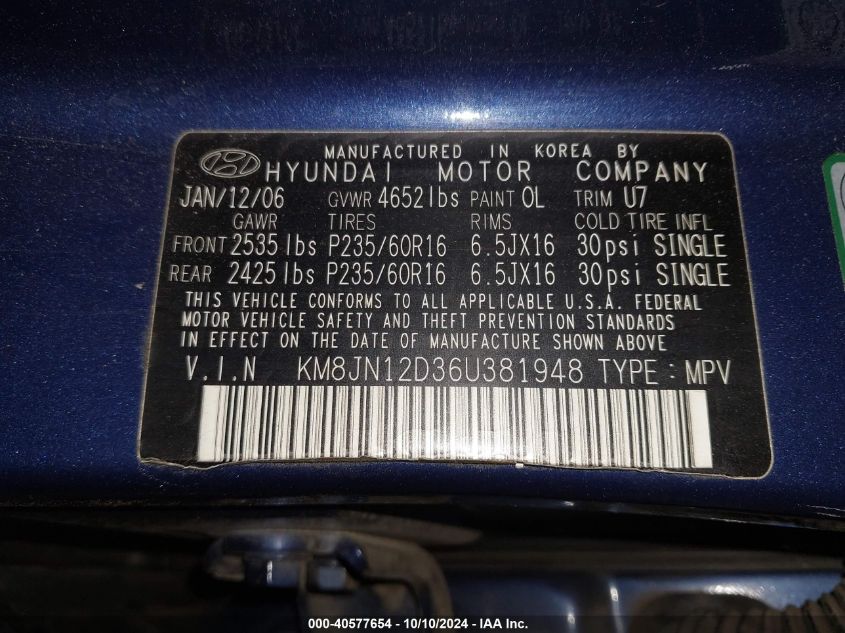 MANUFACTURED IN KOREA BY
HYUNDAI MOTOR COMPANY
JAN/12/06 GVWR 4652lbs PAINT OL TRIM U7
GAWR TIRES RIMS COLD TIRE INFL
FRONT 2535lbs P235/60R16 6.5JX16 30psi SINGLE
REAR 2425lbs P235/60R16 6.5JX16 30psi SINGLE
THIS VEHICLE CONFORMS TO ALL APPLICABLE U.S.A. FEDERAL
MOTOR VEHICLE SAFETY AND THEFT PREVENTION STANDARDS
IN EFFECT ON THE DATE OF MANUFACTURE SHOWN ABOVE
V.I.N KM8JN12D36U381948 TYPE : MPV
000-40577654 - 10/10/2024 - IAA Inc.